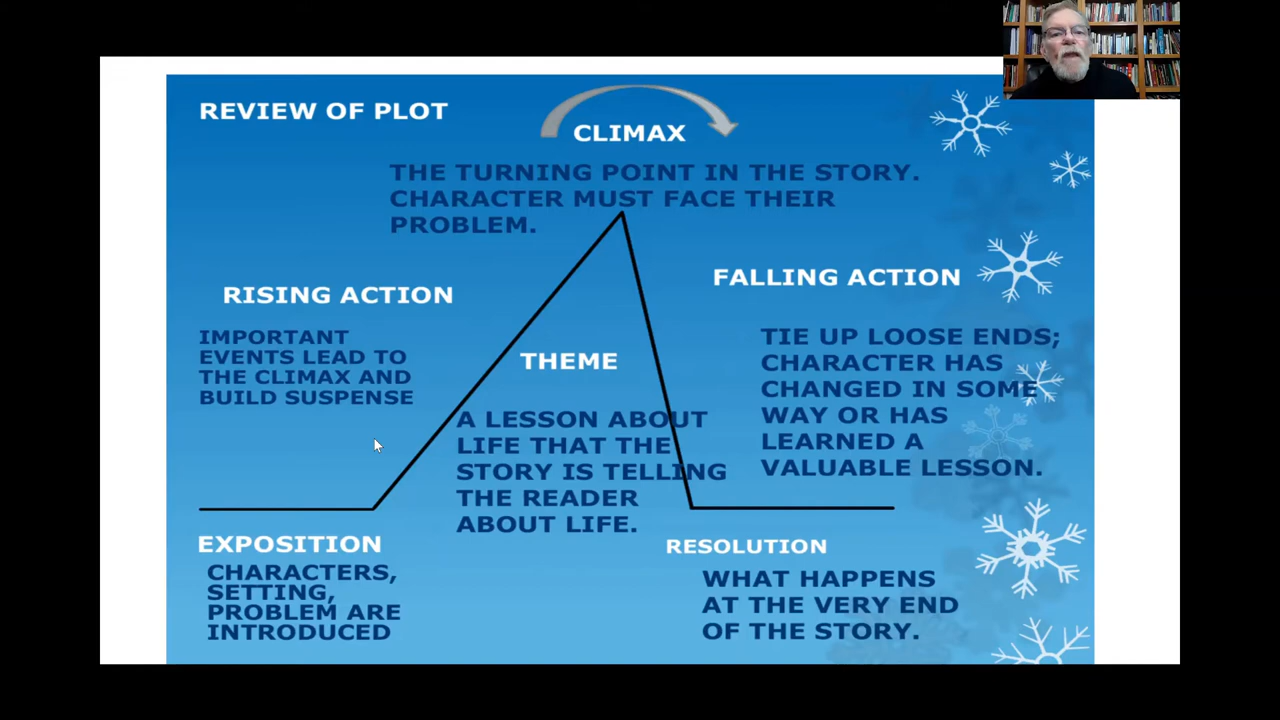 REVIEW OF PLOT
CLIMAX
THE TURNING POINT IN THE STORY.
CHARACTER MUST FACE THEIR
PROBLEM.
RISING ACTION
IMPORTANT
EVENTS LEAD TO
THE CLIMAX AND
BUILD SUSPENSE
FALLING ACTION
TIE UP LOOSE ENDS;
CHARACTER HAS
CHANGED IN SOME
WAY OR HAS
LEARNED A
VALUABLE LESSON.
THEME
A LESSON ABOUT
LIFE THAT THE
STORY IS TELLING
THE READER
ABOUT LIFE.
EXPOSITION
CHARACTERS,
SETTING,
PROBLEM ARE
INTRODUCED
RESOLUTION
WHAT HAPPENS
AT THE VERY END
OF THE STORY.